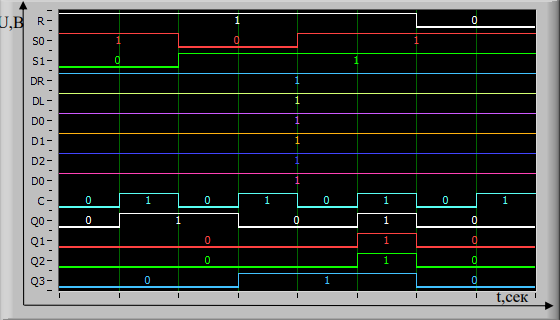 U,В
R 1 0
S0 1 0 1
S1 0 1
DR 1
DL 1
D0 1
D1 1
D2 1
D0 1
C 0 1 0 1 0 1 0 1
Q0 0 1 0 1 0
Q1 0 1 0
Q2 0 1 0
Q3 0 1 0
t,сек